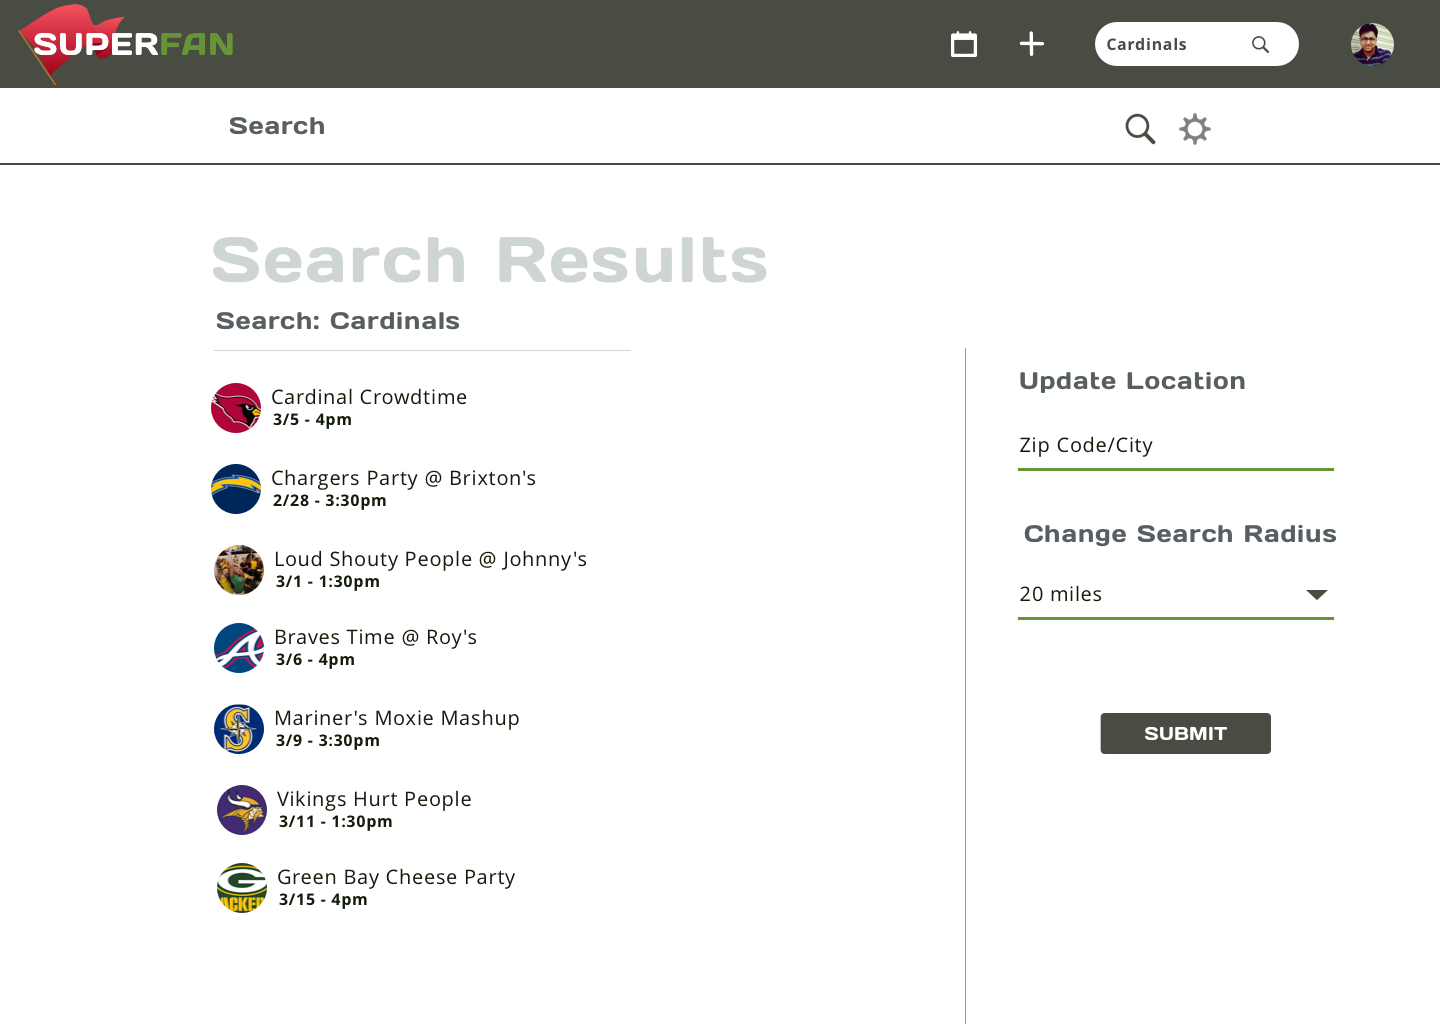 SUPERFAN
Cardinals
Search
Search Results
Search: Cardinals
Cardinal Crowdtime
3/5 - 4pm
Chargers Party @ Brixton's
2/28 - 3:30pm
Loud Shouty People @ Johnny's
3/1 - 1:30pm
Braves Time @ Roy's
3/6 - 4pm
Mariner's Moxie Mashup
3/9 - 3:30pm
Vikings Hurt People
3/11 - 1:30pm
Green Bay Cheese Party
3/15 - 4pm
G
ACKE
Update Location
Zip Code/City
Change Search Radius
20 miles
SUBMIT